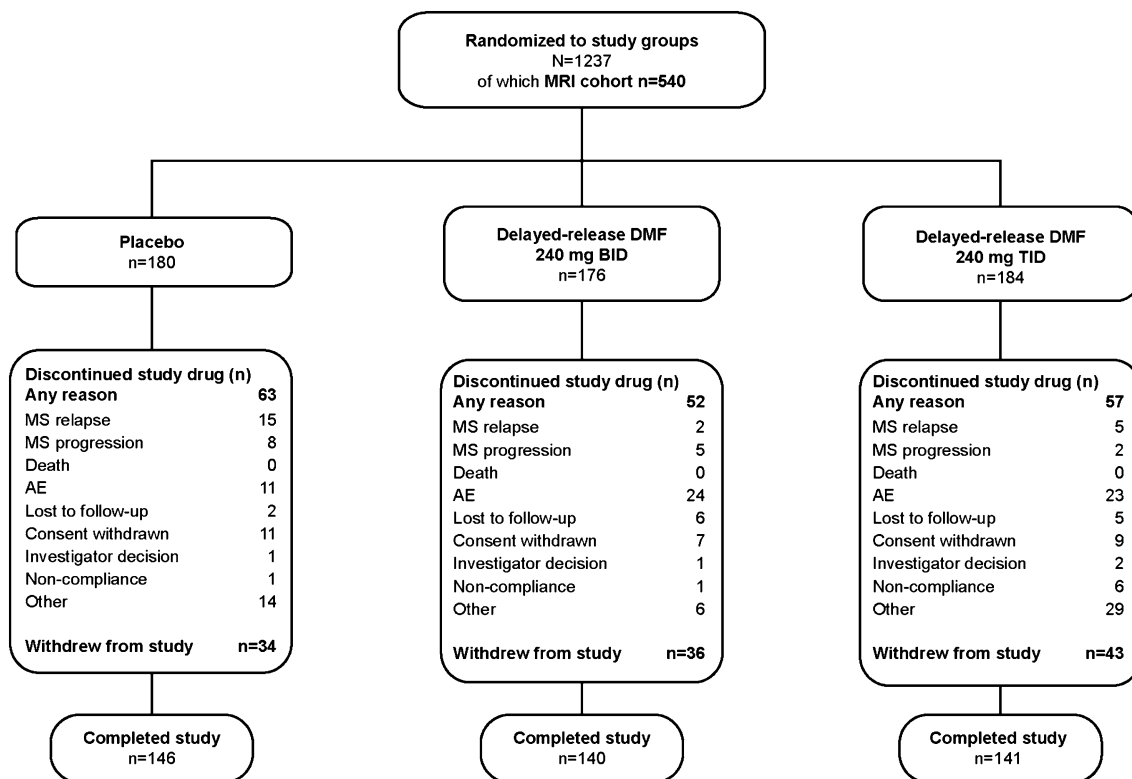 Randomized to study groups
N=1237
of which MRI cohort n=540
Placebo
n=180
Delayed-release DMF
240 mg BID
n=176
Delayed-release DMF
240 mg TID
n=184
Discontinued study drug (n)
Any reason 63
MS relapse 15
MS progression 8
Death 0
AE 11
Lost to follow-up 2
Consent withdrawn 11
Investigator decision 1
Non-compliance 1
Other 14
Withdrew from study n=34
Discontinued study drug (n)
Any reason 52
MS relapse 2
MS progression 5
Death 0
AE 24
Lost to follow-up 6
Consent withdrawn 7
Investigator decision 1
Non-compliance 1
Other 6
Withdrew from study n=36
Discontinued study drug (n)
Any reason 57
MS relapse 5
MS progression 2
Death 0
AE 23
Lost to follow-up 5
Consent withdrawn 9
Investigator decision 2
Non-compliance 6
Other 29
Withdrew from study n=43
Completed study
n=146
Completed study
n=140
Completed study
n=141